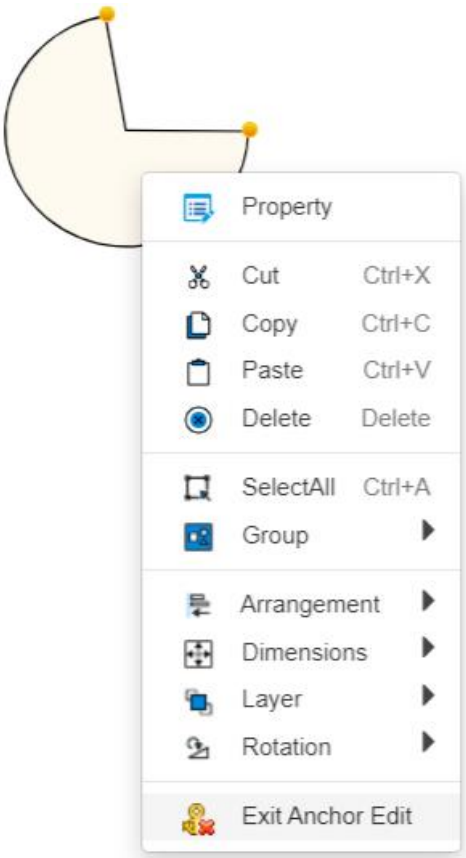 Property
Cut Ctrl+X
Copy Ctrl+C
Paste Ctrl+V
Delete Delete
SelectAll Ctrl+A
Group
Arrangement
Dimensions
Layer
Rotation
Exit Anchor Edit